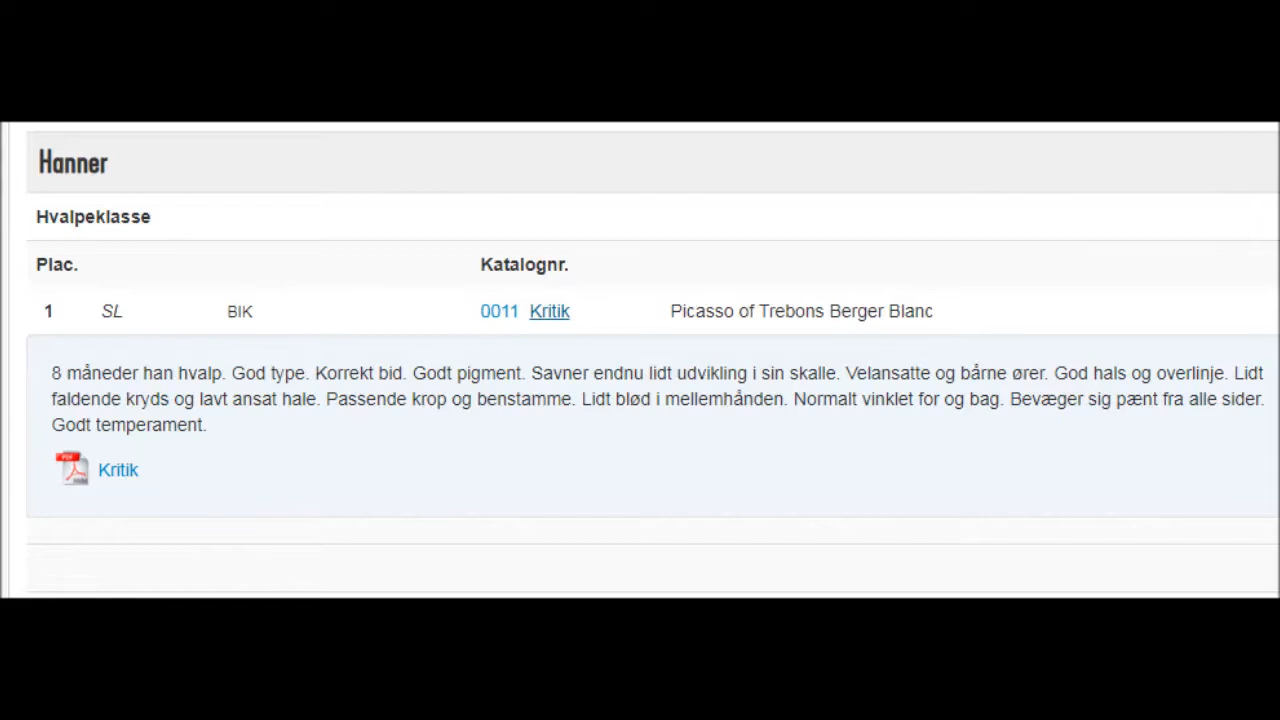 Hanner
Hvalpeklasse
Plac. Katalognr.
1 SL BIK 0011 Kritik Picasso of Trebons Berger Blanc
8 måneder han hvalp. God type. Korrekt bid. Godt pigment. Savner endnu lidt udvikling i sin skalle. Velansatte og bårne ører. God hals og overlinje. Lidt
faldende kryds og lavt ansat hale. Passende krop og benstamme. Lidt blød i mellemhånden. Normalt vinklet for og bag. Bevæger sig pænt fra alle sider.
Godt temperament.
PDF Kritik